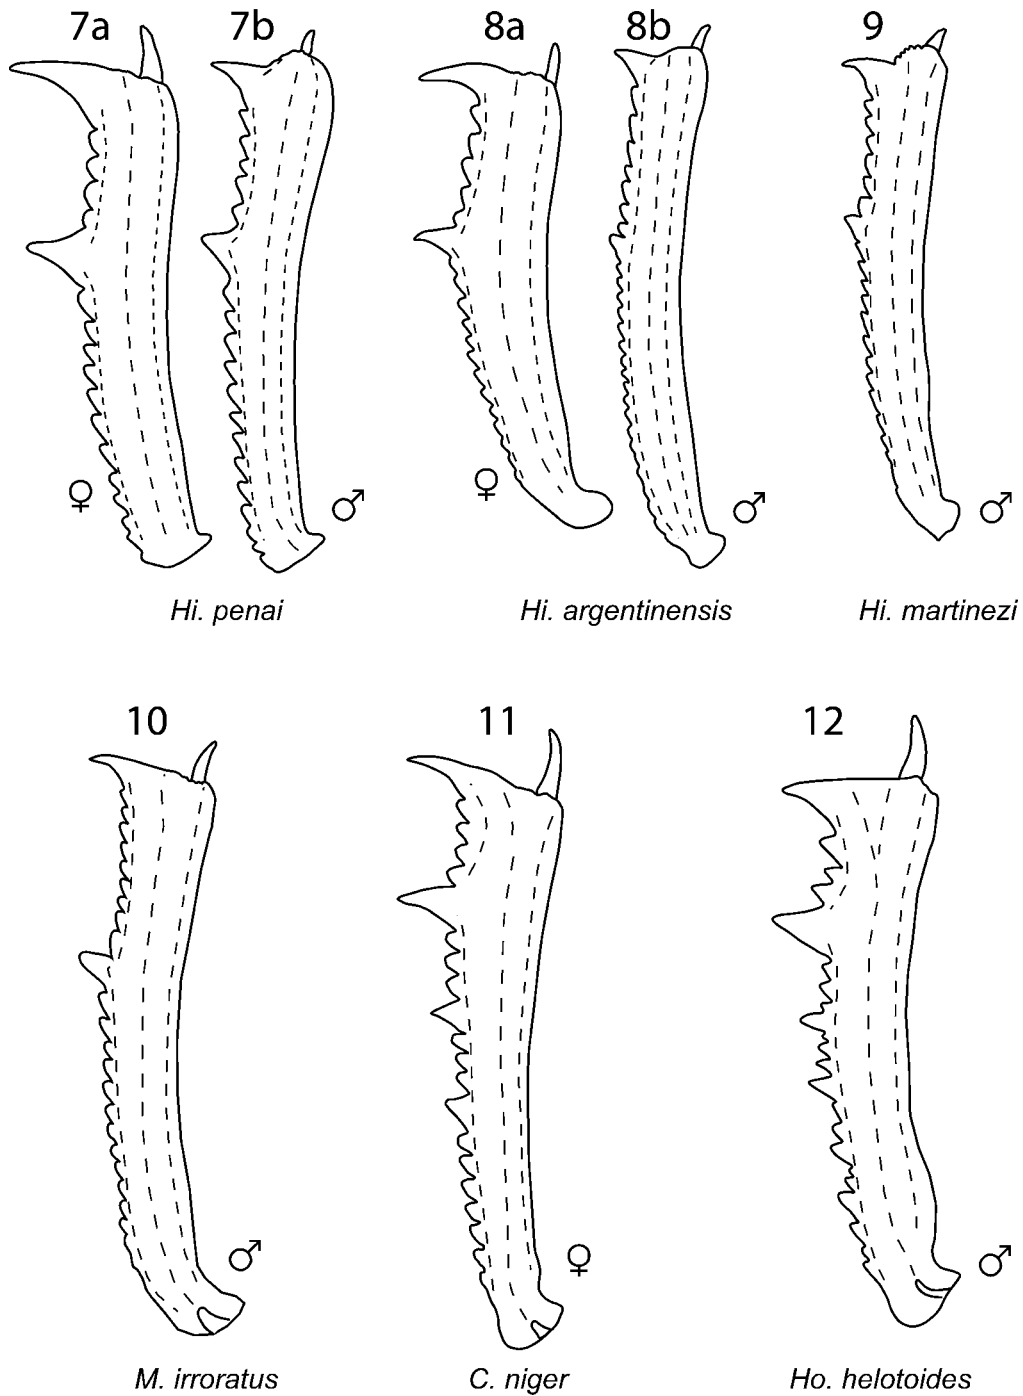 7a 7b 8a 8b 9
♀ ♂ ♀ ♂ ♂
Hi. penai Hi. argentinensis Hi. martinezi
10 11 12
♂ ♀ ♂
M. irroratus C. niger Ho. helotoides